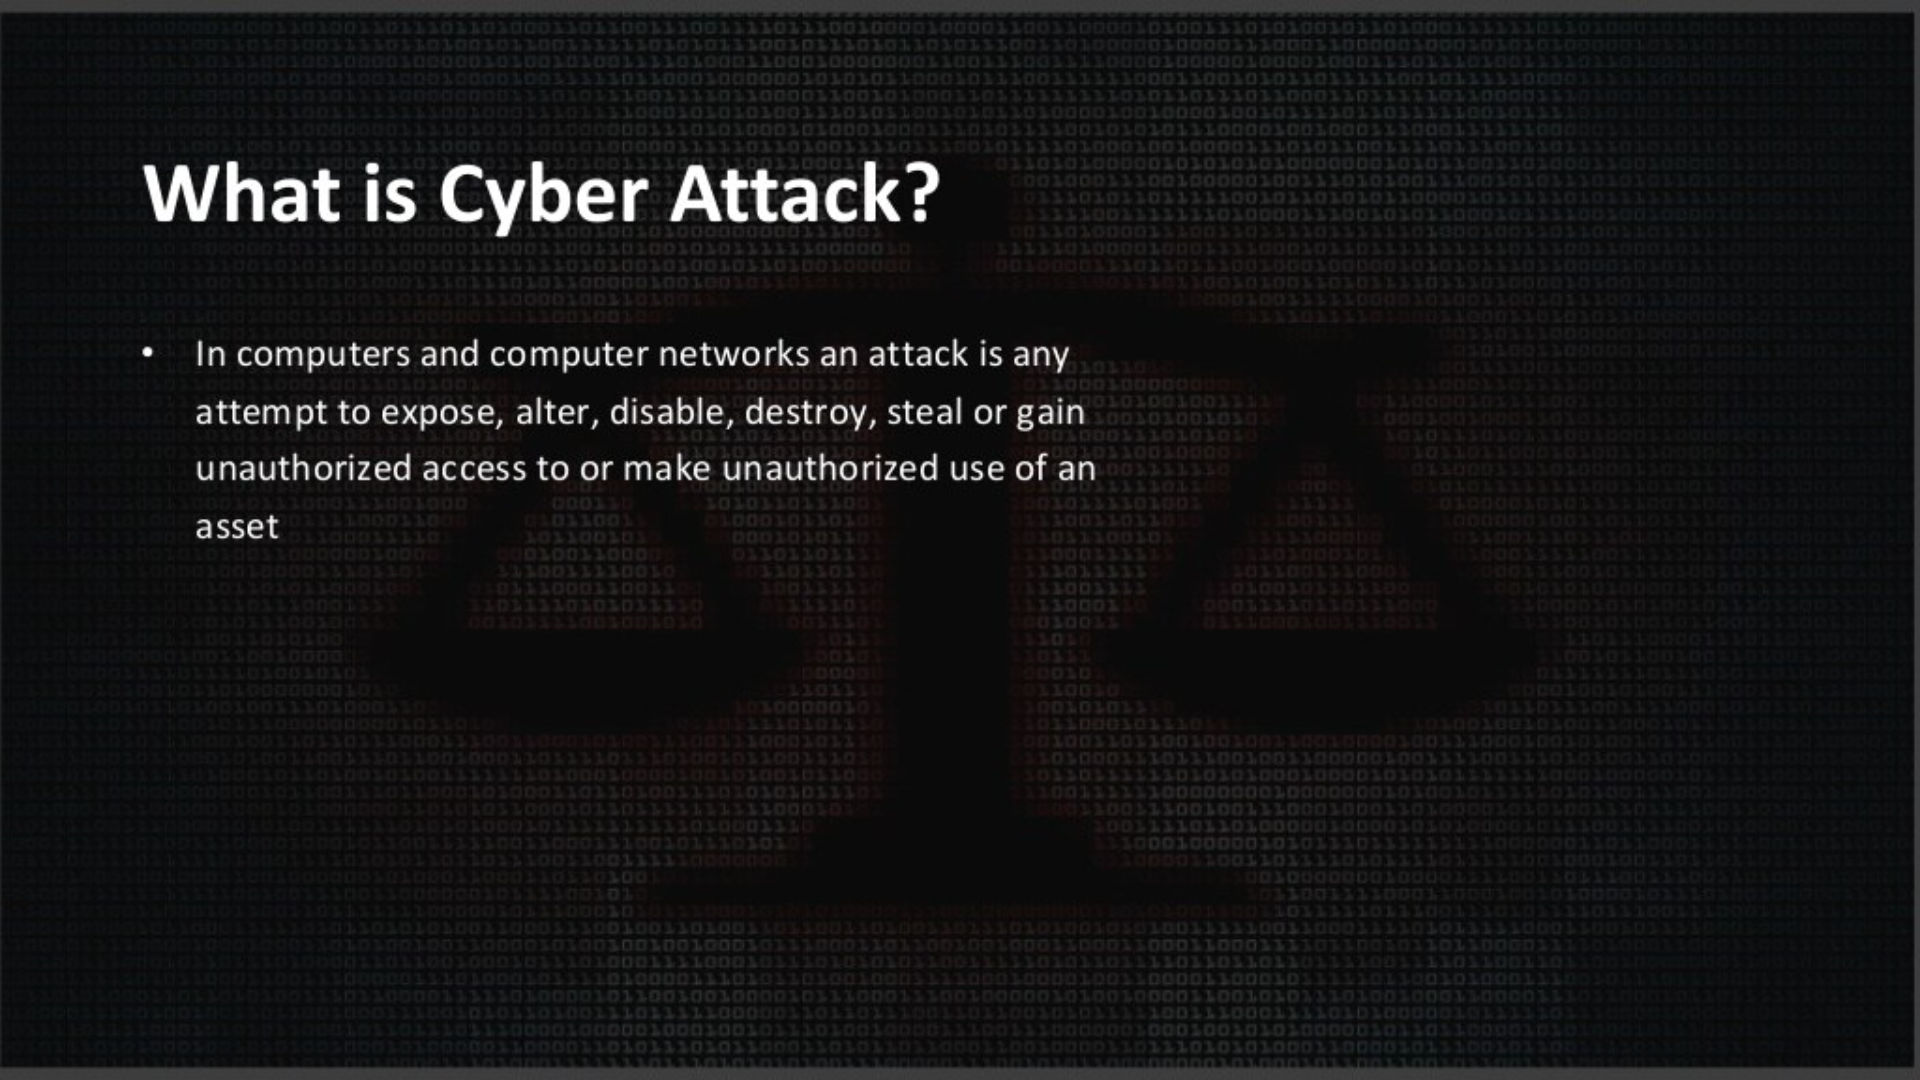 What is Cyber Attack?
• In computers and computer networks an attack is any
attempt to expose, alter, disable, destroy, steal or gain
unauthorized access to or make unauthorized use of an
asset